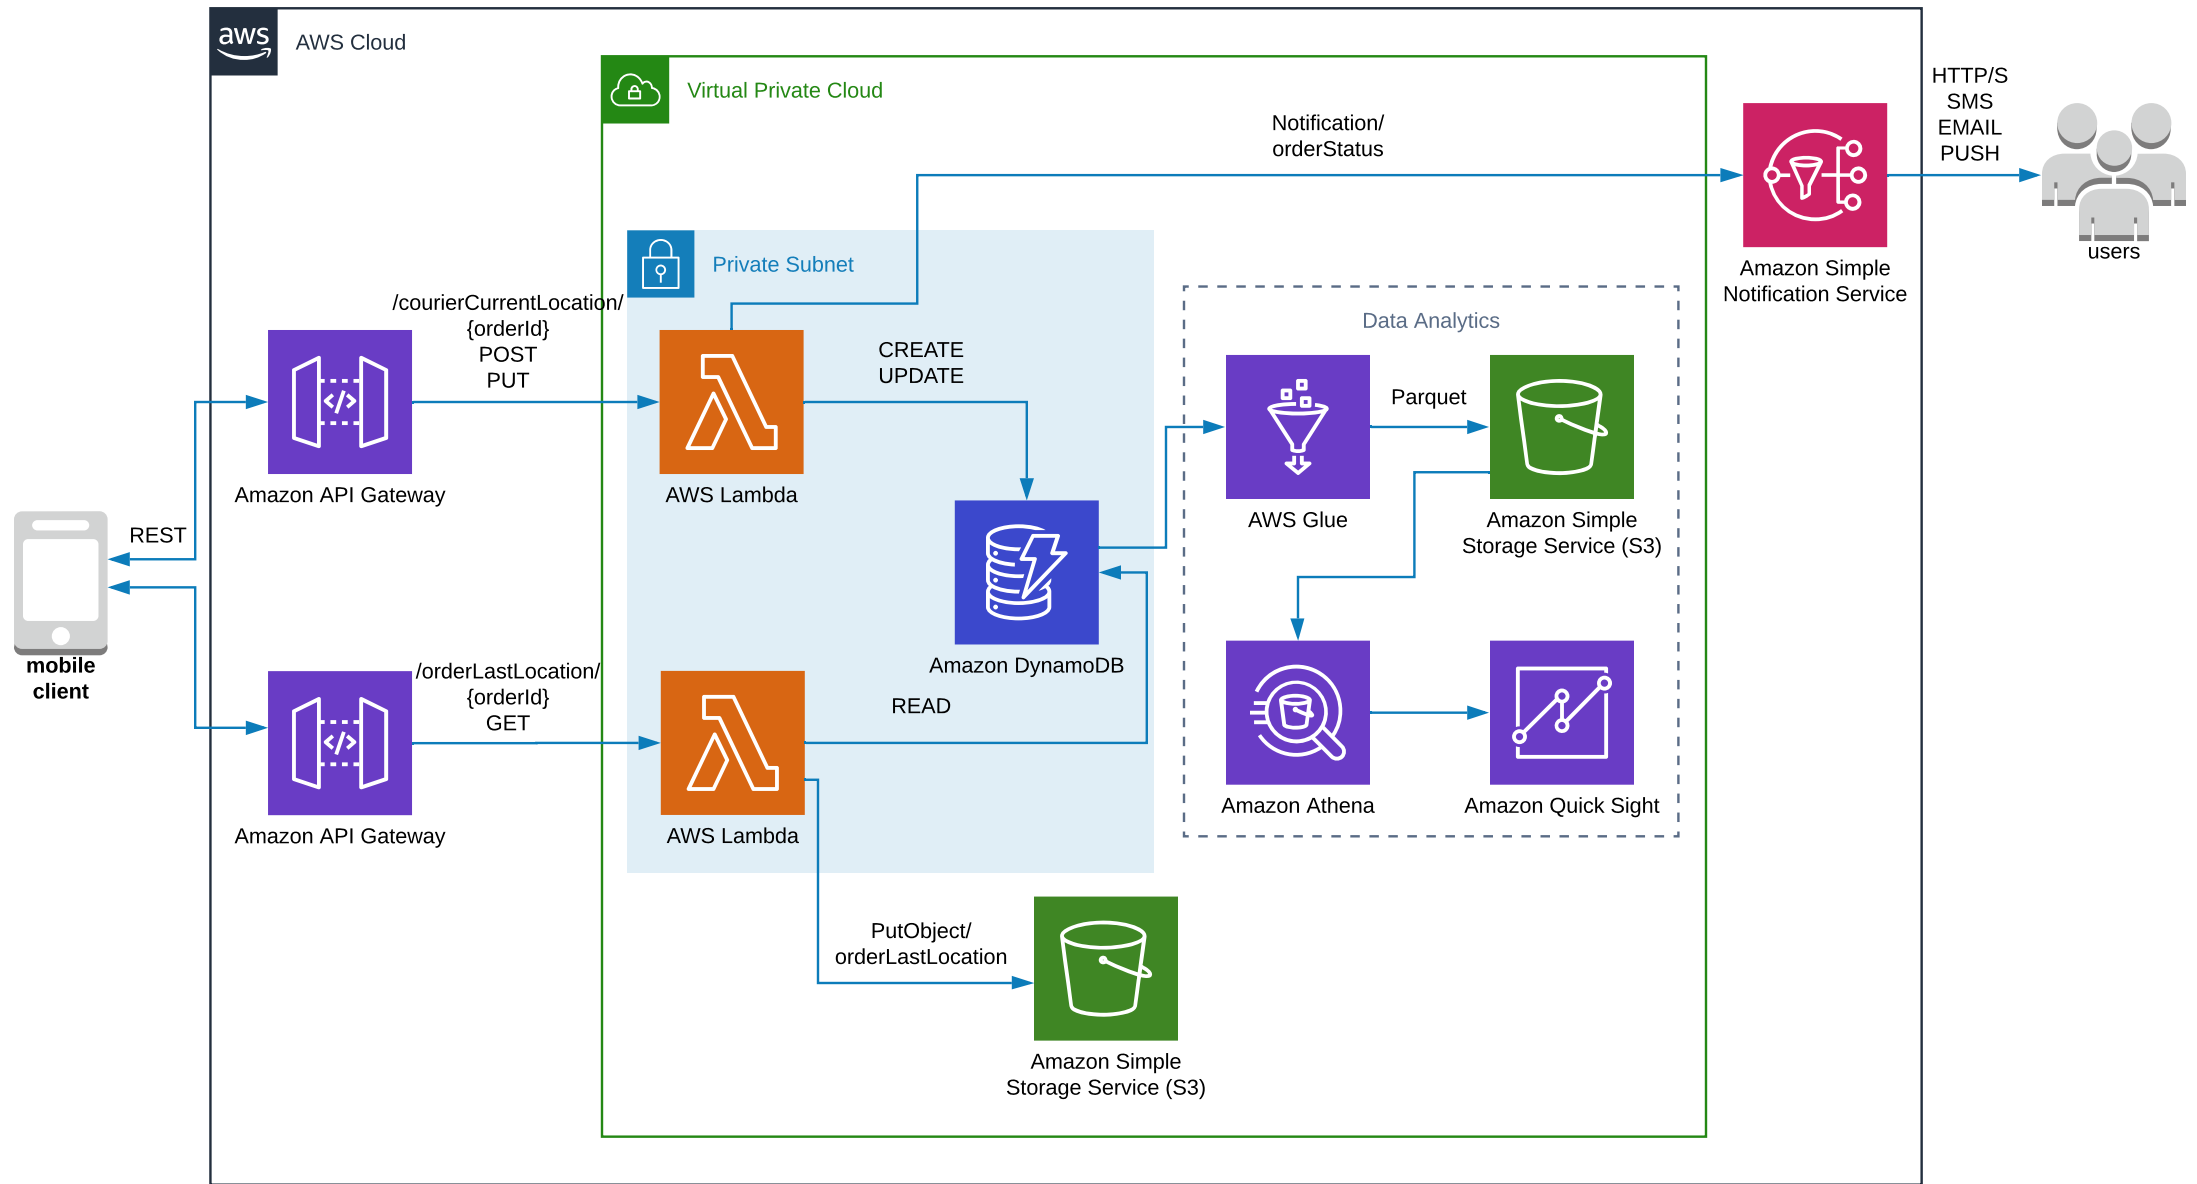 aws
AWS Cloud
Virtual Private Cloud
HTTP/S
SMS
EMAIL
PUSH
Notification/
orderStatus
users
Amazon Simple
Notification Service
Private Subnet
/courierCurrentLocation/
{orderId}
POST
PUT
CREATE
UPDATE
Data Analytics
Parquet
Amazon API Gateway
AWS Lambda
AWS Glue
Amazon Simple
Storage Service (S3)
REST
mobile
client
Amazon DynamoDB
/orderLastLocation/
{orderId}
GET
READ
Amazon API Gateway
AWS Lambda
Amazon Athena
Amazon Quick Sight
PutObject/
orderLastLocation
Amazon Simple
Storage Service (S3)